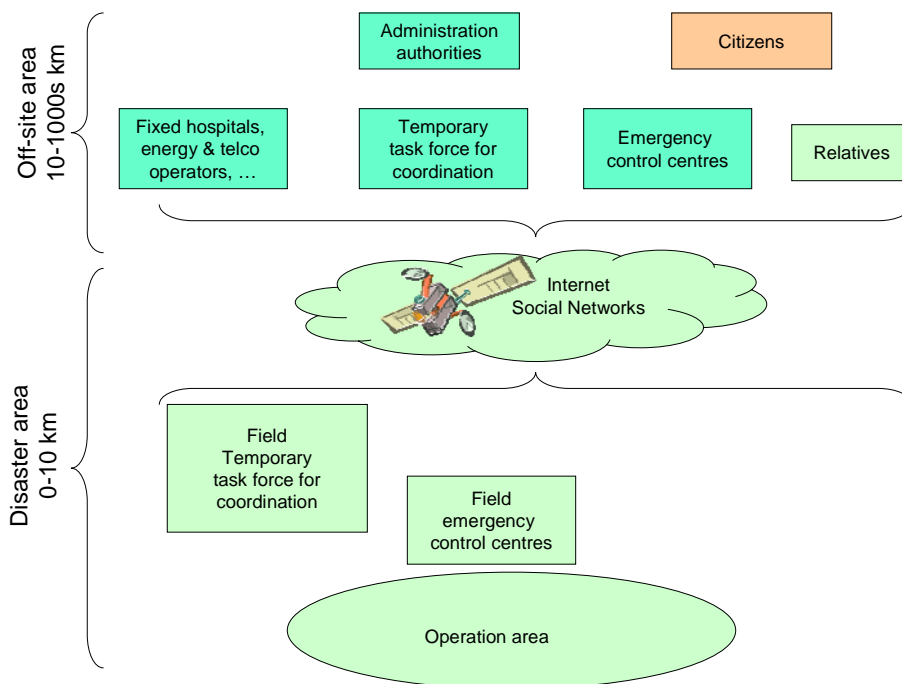 Off-site area
10-1000s km
Administration
authorities
Citizens
Fixed hospitals,
energy & telco
operators, …
Temporary
task force for
coordination
Emergency
control centres
Relatives
Internet
Social Networks
Disaster area
0-10 km
Field
Temporary
task force for
coordination
Field
emergency
control centres
Operation area